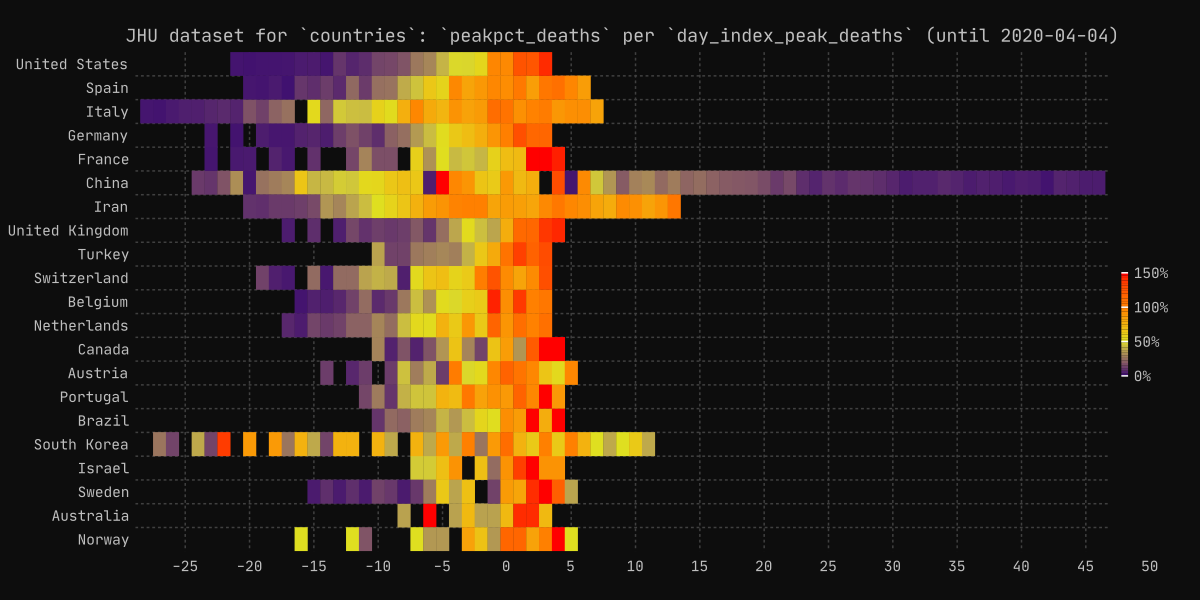 JHU dataset for `countries`: `peakpct_deaths` per `day_index_peak_deaths` (until 2020-04-04)
United States
Spain
Italy
Germany
France
China
Iran
United Kingdom
Turkey
Switzerland
Belgium
Netherlands
Canada
Austria
Portugal
Brazil
South Korea
Israel
Sweden
Australia
Norway
150%
100%
50%
0%
-25 -20 -15 -10 -5 0 5 10 15 20 25 30 35 40 45 50